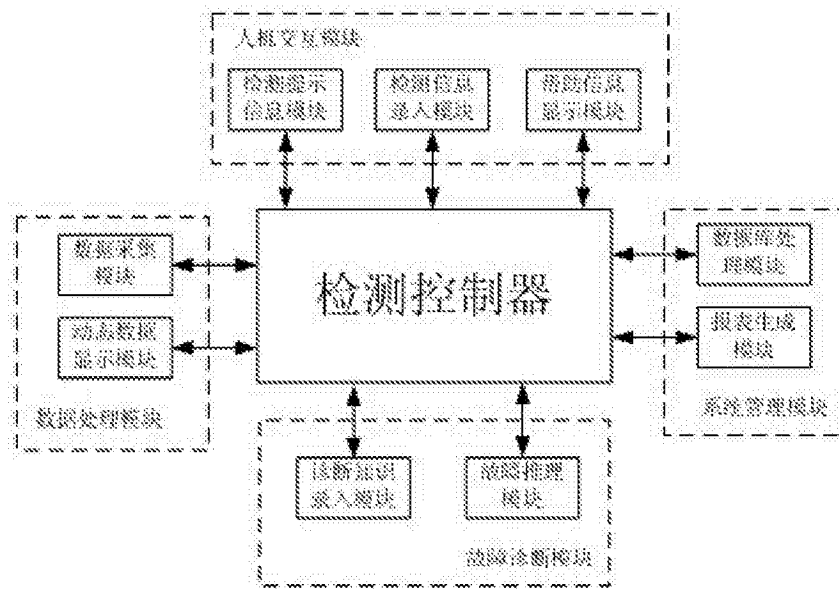 人机交互模块
检测显示
信息模块
检测信息
录入模块
帮助信息
显示模块
数据采集
模块
动态数据
显示模块
数据处理模块
检测控制器
数据库处
理模块
报表生成
模块
系统管理模块
诊断知识
录入模块
故障推理
模块
故障诊断模块